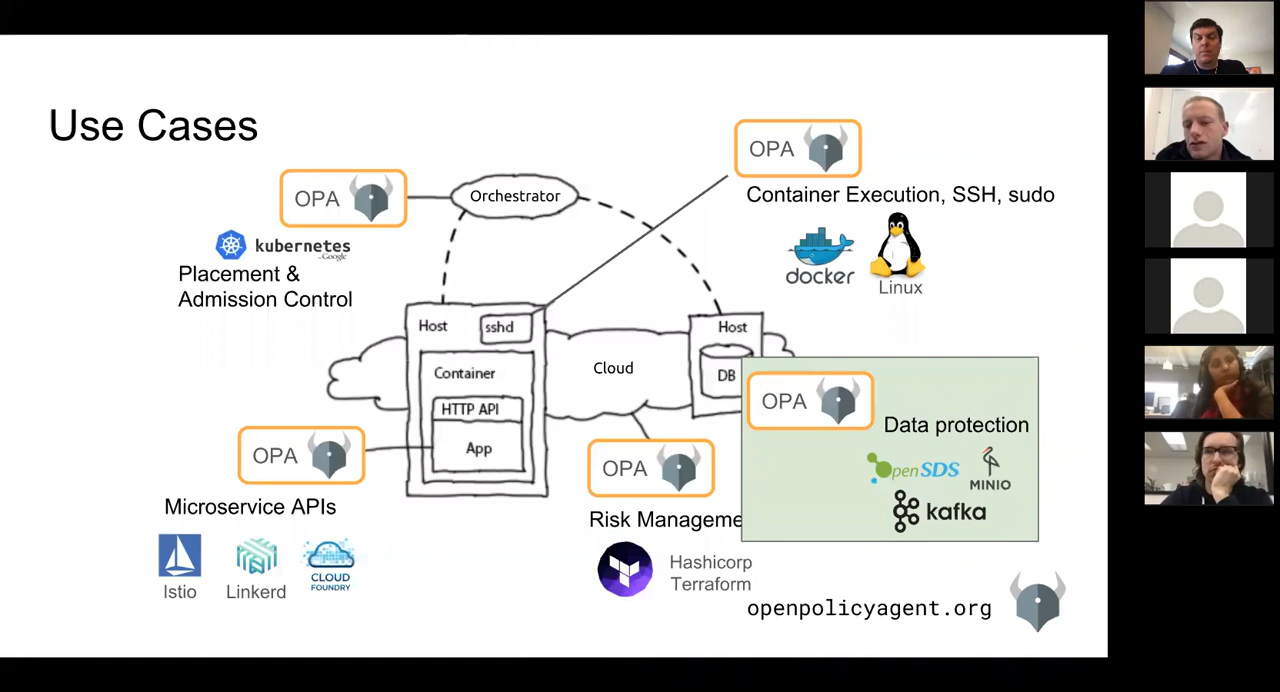 Use Cases
OPA
Orchestrator
kubernetes
by Google
Placement &
Admission Control
OPA
Container Execution, SSH, sudo
docker
Linux
Host
sshd
Container
HTTP API
App
Cloud
Host
DB
OPA
Data protection
OpenSDS
MINIO
kafka
OPA
Microservice APIs
Istio
Linkerd
CLOUD
FOUNDRY
OPA
Risk Manageme
Hashicorp
Terraform
openpolicyagent.org